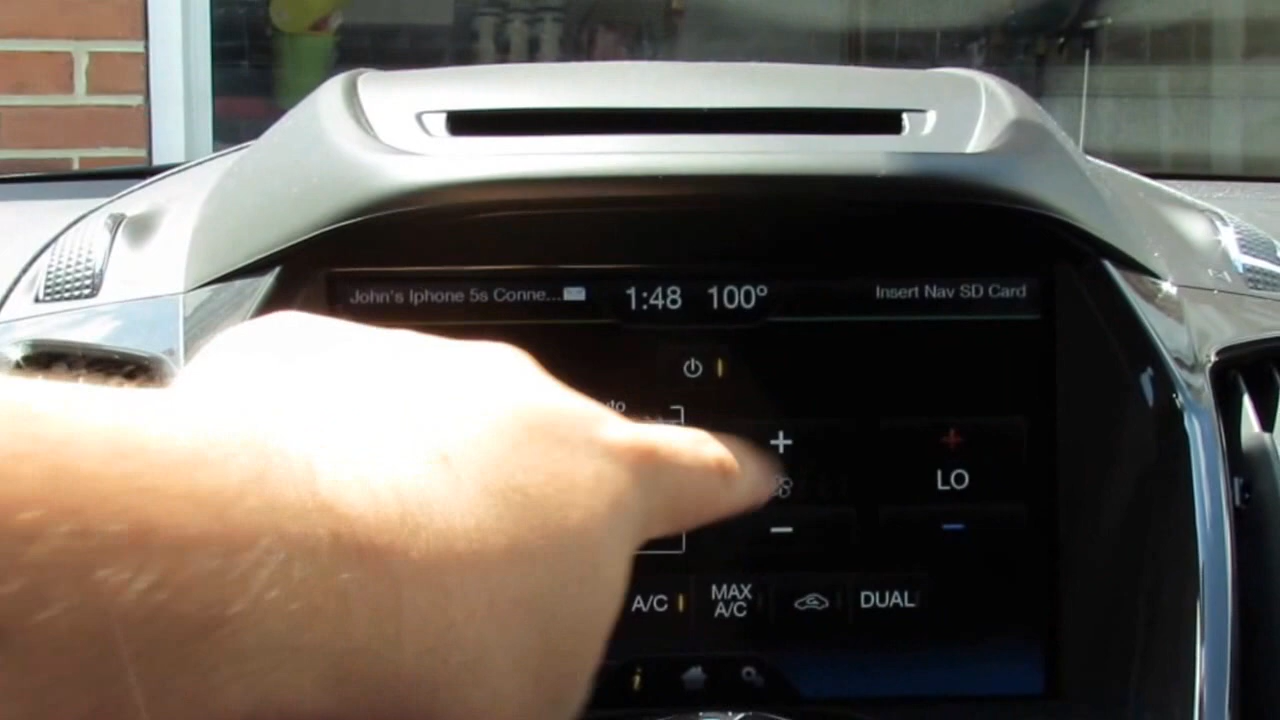 John's Iphone 5s Conne...
1:48 100°
Insert Nav SD Card
LO
A/C
MAX
A/C
DUAL